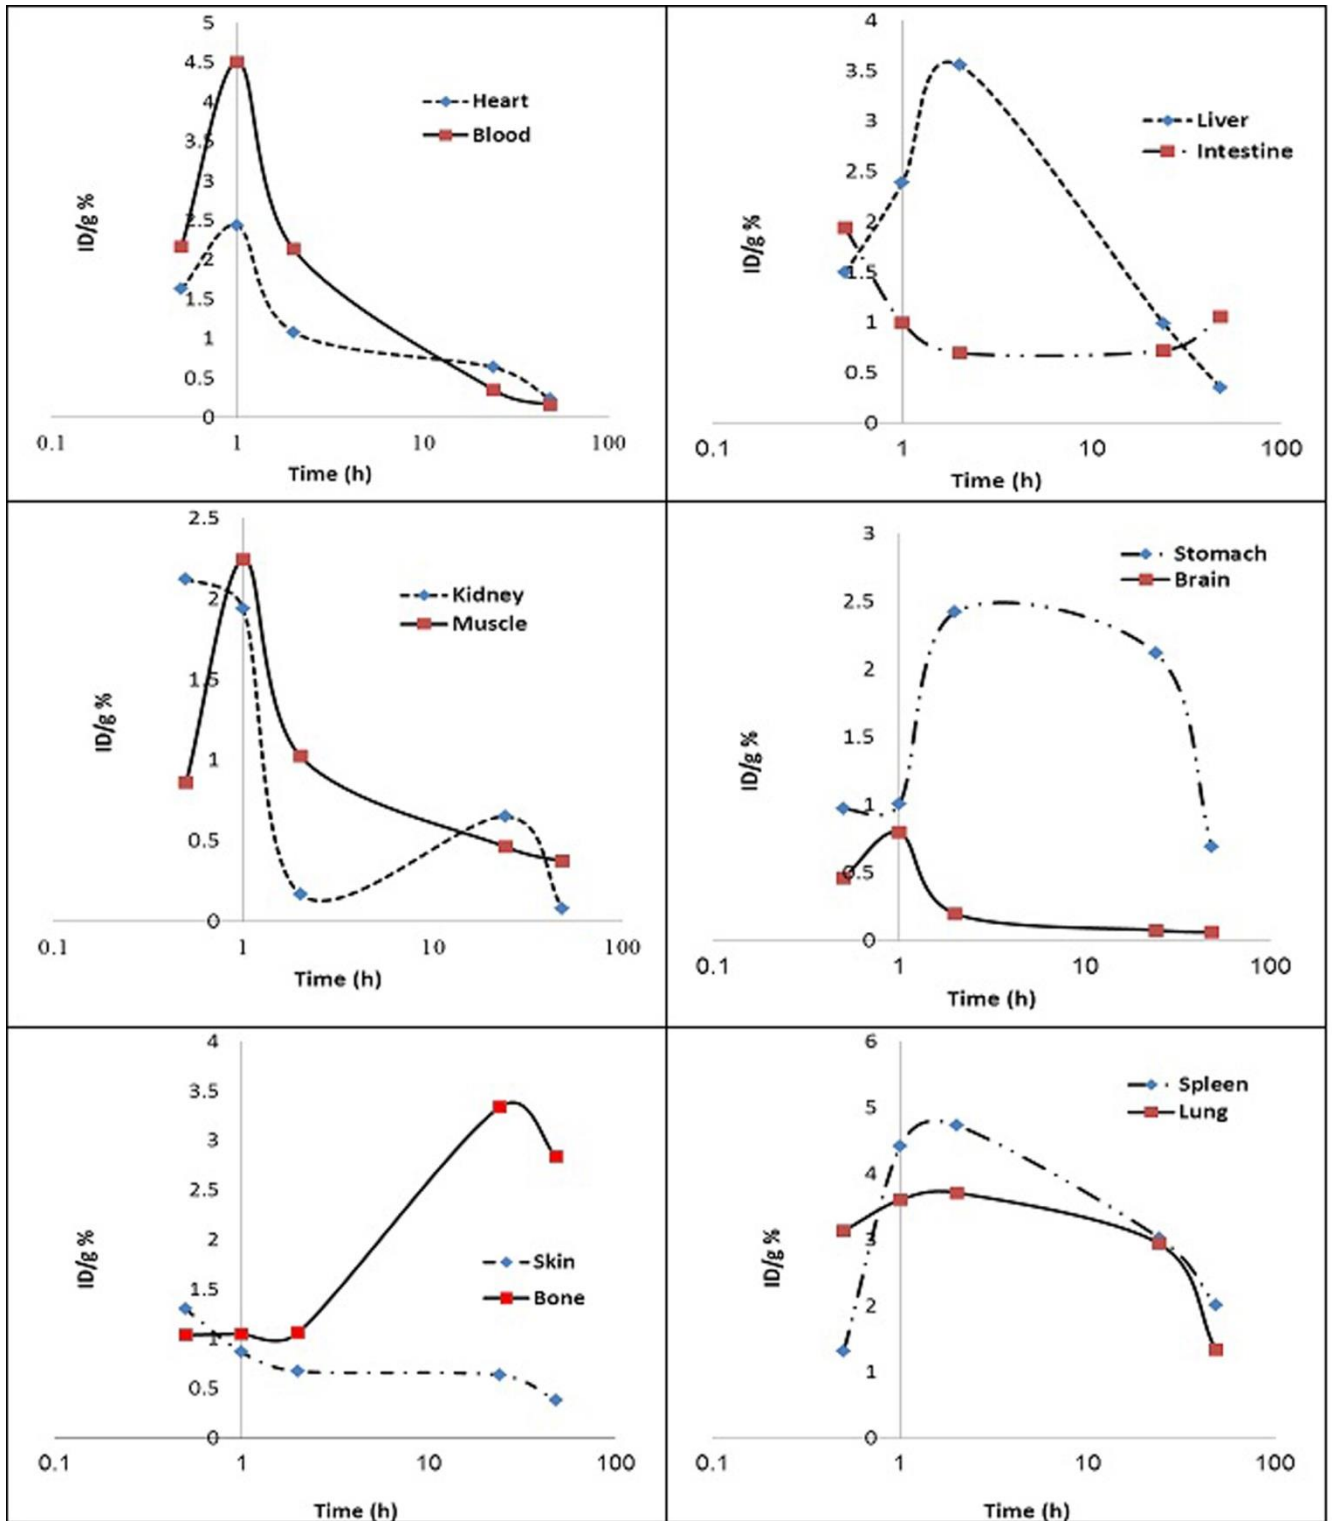 5
4.5
4
3.5
3
2.5
2
1.5
1
0.5
0
0.1 1 10 100
Time (h)
ID/g %
Heart
Blood
4
3.5
3
2.5
2
1.5
1
0.5
0
0.1 1 10 100
Time (h)
ID/g %
Liver
Intestine
2.5
2
1.5
1
0.5
0
0.1 1 10 100
Time (h)
ID/g %
Kidney
Muscle
3
2.5
2
1.5
1
0.5
0
0.1 1 10 100
Time (h)
ID/g %
Stomach
Brain
4
3.5
3
2.5
2
1.5
1
0.5
0
0.1 1 10 100
Time (h)
ID/g %
Skin
Bone
6
5
4
3
2
1
0
0.1 1 10 100
Time (h)
ID/g %
Spleen
Lung